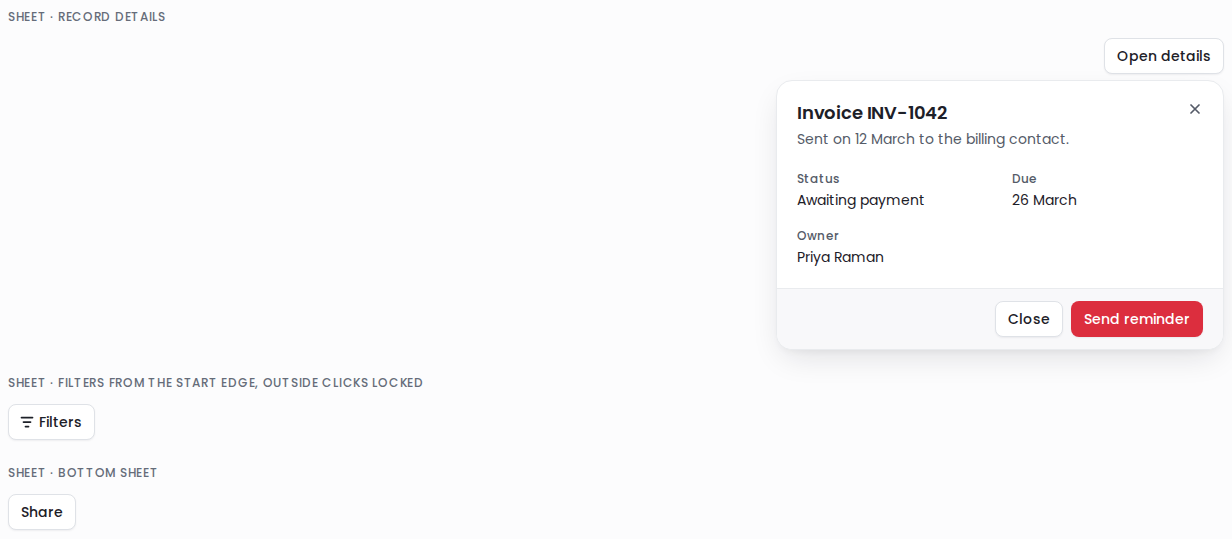 SHEET · RECORD DETAILS
Open details
Invoice INV-1042
Sent on 12 March to the billing contact.
Status Due
Awaiting payment 26 March
Owner
Priya Raman
Close Send reminder
SHEET · FILTERS FROM THE START EDGE, OUTSIDE CLICKS LOCKED
Filters
SHEET · BOTTOM SHEET
Share